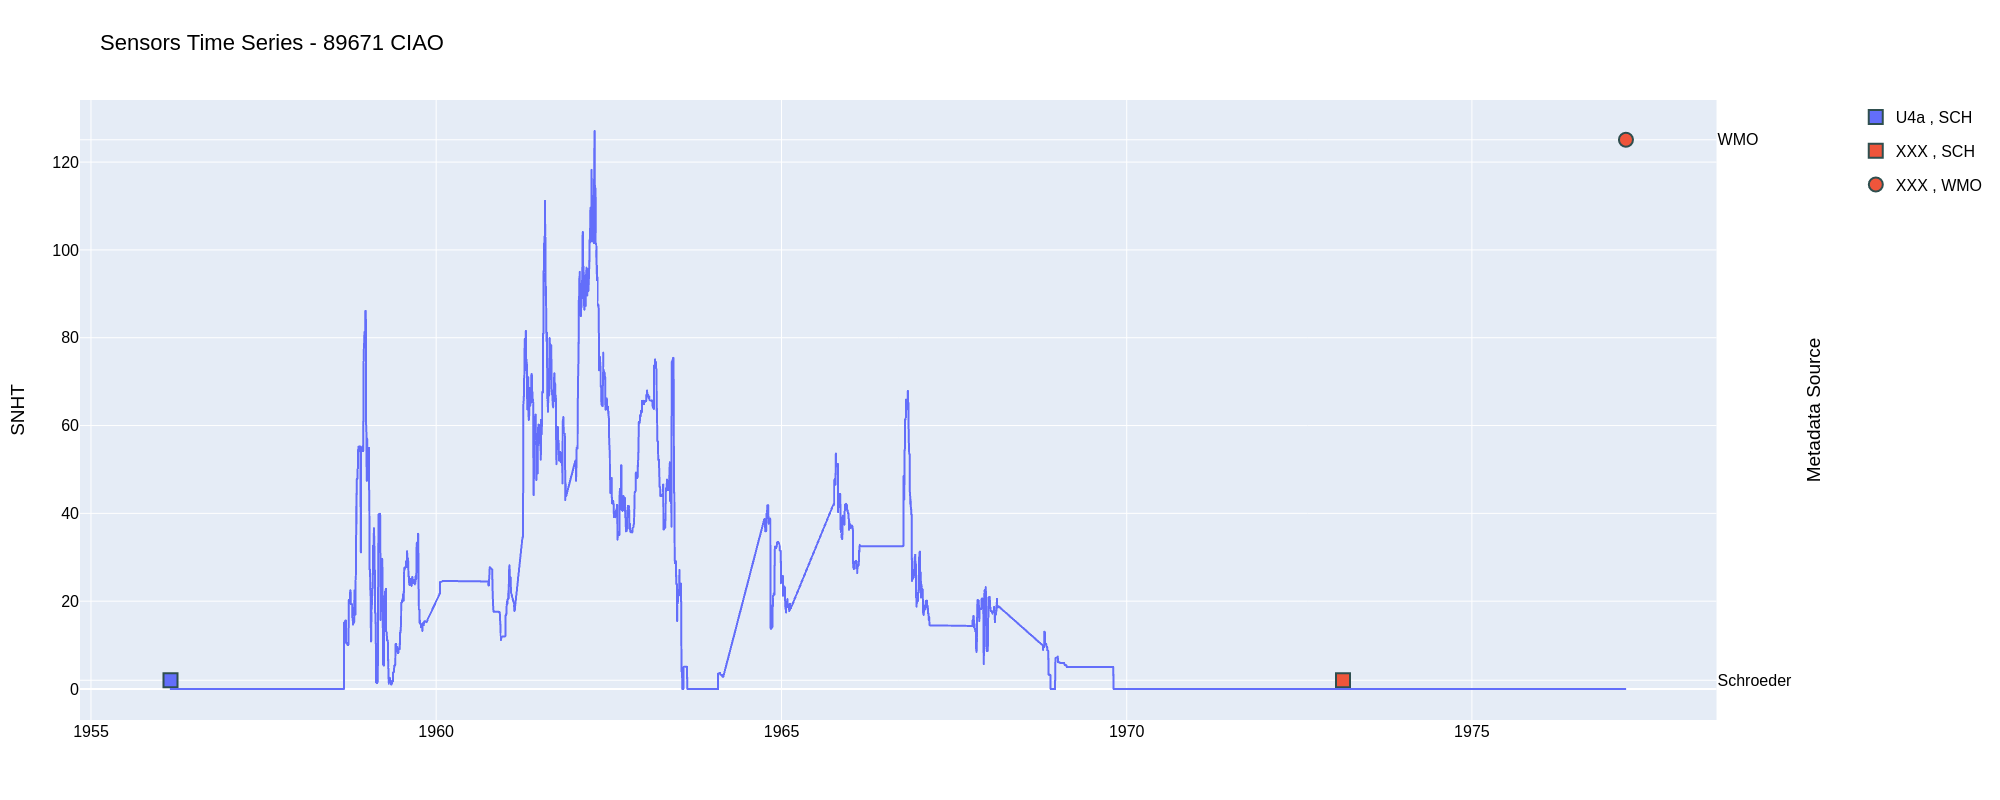 Sensors Time Series - 89671 CIAO
U4a , SCH
XXX , SCH
XXX , WMO
WMO
Schroeder
Metadata Source
SNHT
120
100
80
60
40
20
0
1955
1960
1965
1970
1975